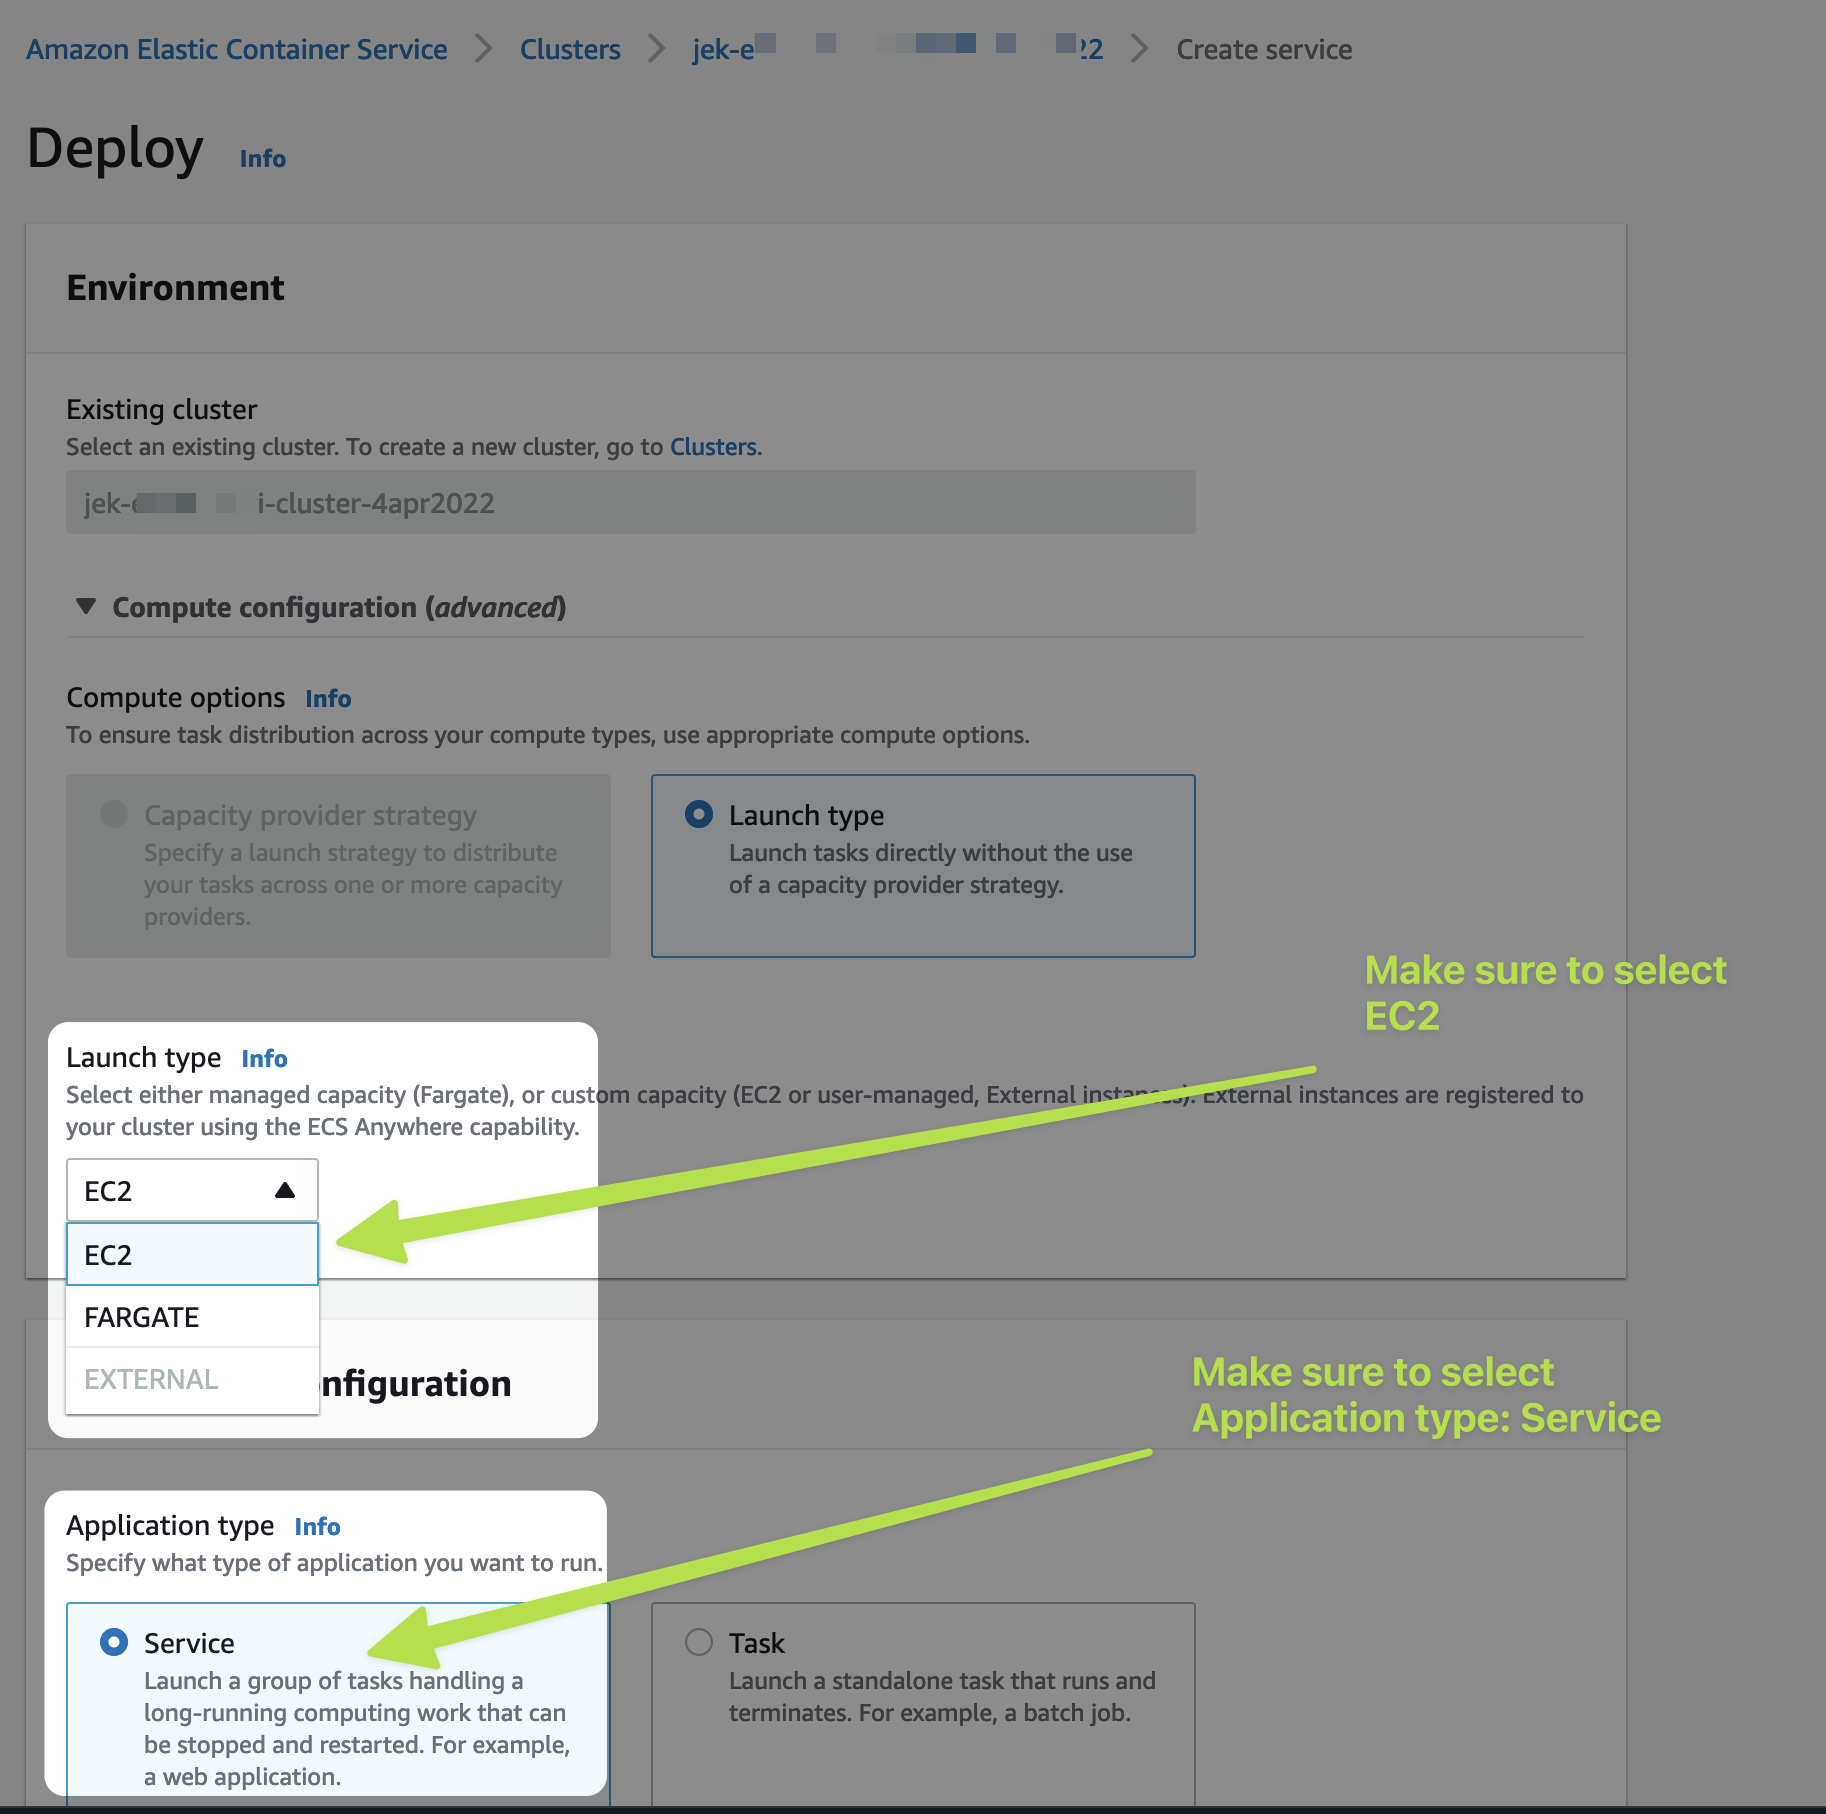 Amazon Elastic Container Service > Clusters > jek-e 22 > Create service
Deploy Info
Environment
Existing cluster
Select an existing cluster. To create a new cluster, go to Clusters.
jek-e i-cluster-4apr2022
Compute configuration (advanced)
Compute options Info
To ensure task distribution across your compute types, use appropriate compute options.
Capacity provider strategy
Specify a launch strategy to distribute
your tasks across one or more capacity
providers.
Launch type
Launch tasks directly without the use
of a capacity provider strategy.
Make sure to select
EC2
Launch type Info
Select either managed capacity (Fargate), or custom capacity (EC2 or user-managed, External instances). External instances are registered to
your cluster using the ECS Anywhere capability.
EC2
EC2
FARGATE
EXTERNAL
nfiguration
Make sure to select
Application type: Service
Application type Info
Specify what type of application you want to run.
Service
Launch a group of tasks handling a
long-running computing work that can
be stopped and restarted. For example,
a web application.
Task
Launch a standalone task that runs and
terminates. For example, a batch job.